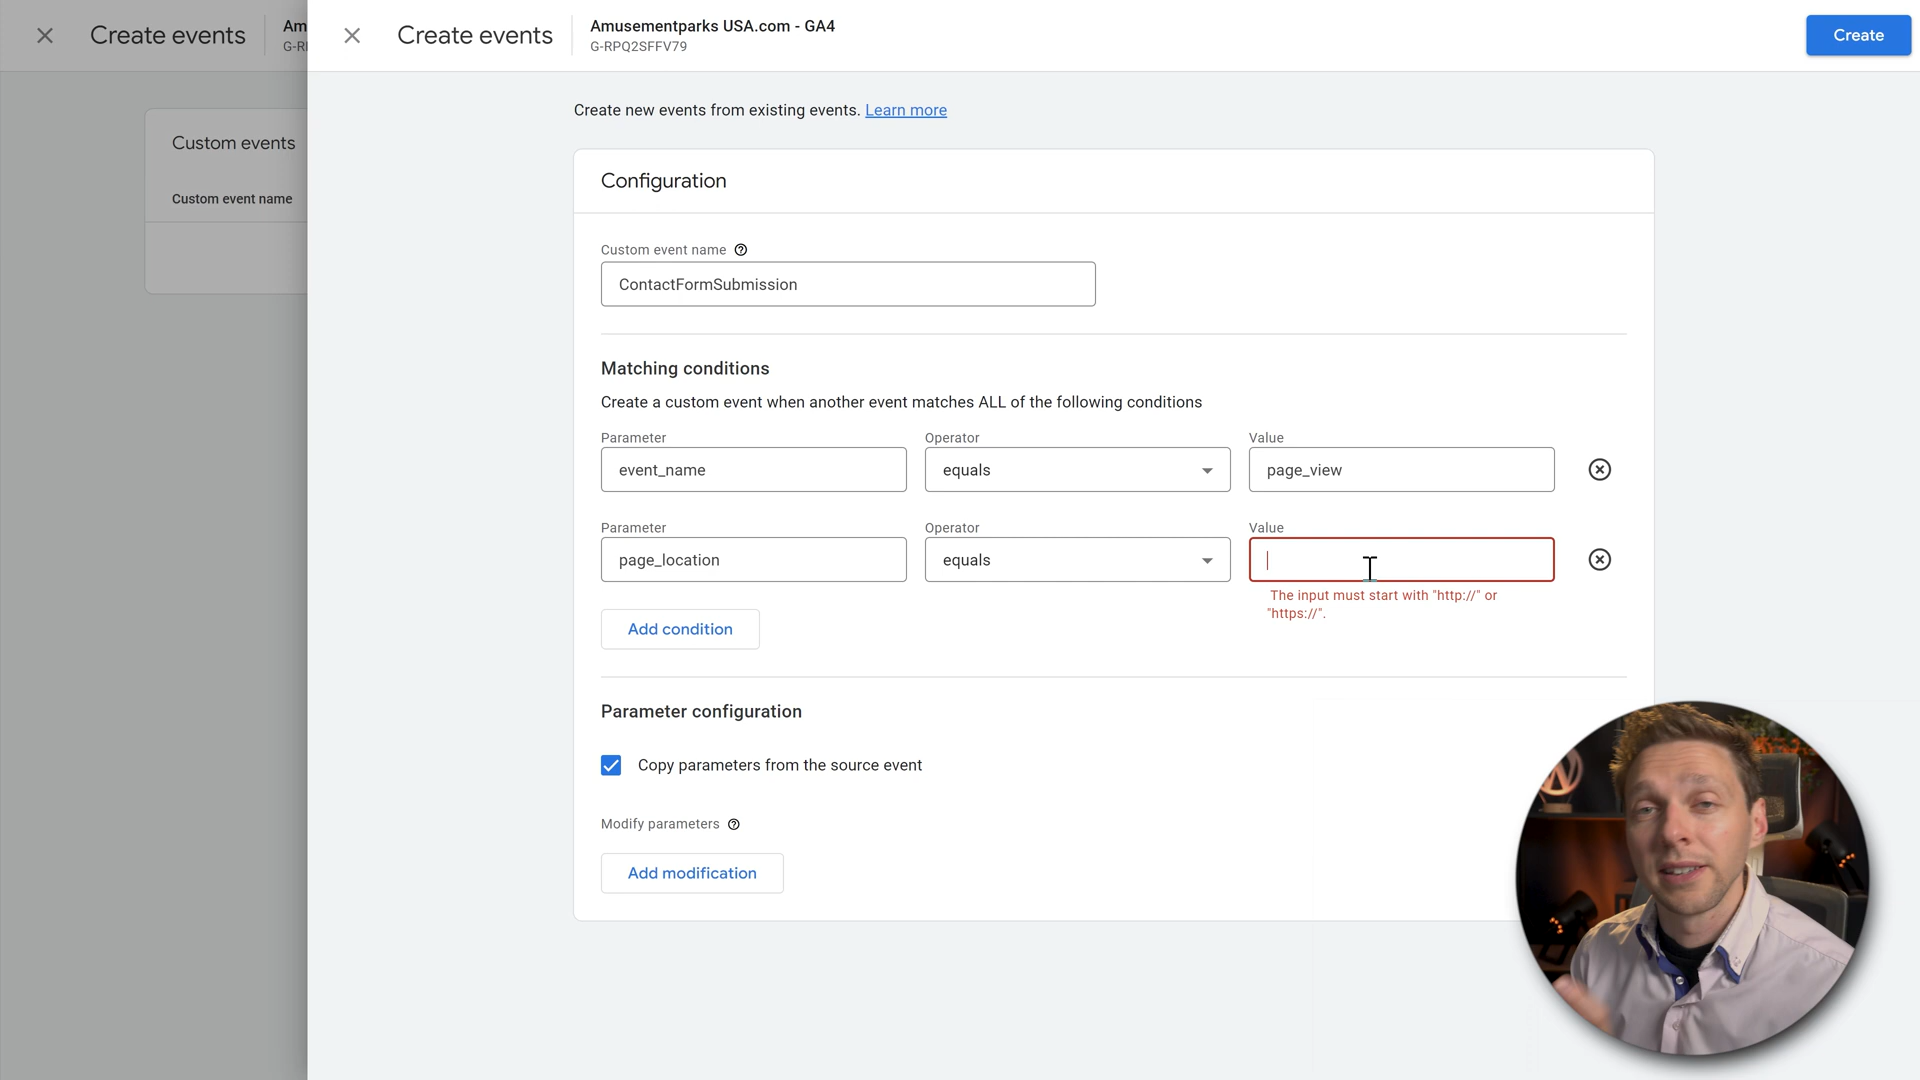 Create events
Am
G-RI
Create events
Amusementparks USA.com - GA4
G-RPQ2SFFV79
Create
Custom events
Custom event name
Create new events from existing events. Learn more
Configuration
Custom event name
ContactFormSubmission
Matching conditions
Create a custom event when another event matches ALL of the following conditions
Parameter
Operator
Value
event_name
equals
page_view
Parameter
Operator
Value
page_location
equals
The input must start with "http://" or
"https://".
Add condition
Parameter configuration
Copy parameters from the source event
Modify parameters
Add modification